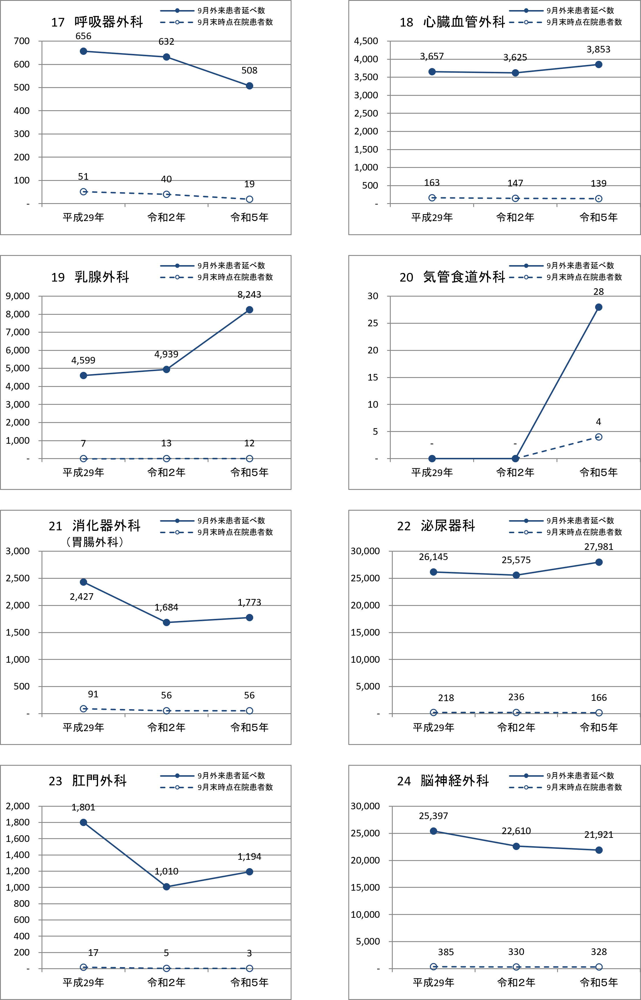 17　呼吸器外科
9月外来患者延べ数
9月末時点在院患者数
700
600
500
400
300
200
100
-
656
632
508
51
40
19
平成29年
令和2年
令和5年
18　心臓血管外科
9月外来患者延べ数
9月末時点在院患者数
4,500
4,000
3,500
3,000
2,500
2,000
1,500
1,000
500
-
3,657
3,625
3,853
163
147
139
平成29年
令和2年
令和5年
19　乳腺外科
9月外来患者延べ数
9月末時点在院患者数
9,000
8,000
7,000
6,000
5,000
4,000
3,000
2,000
1,000
-
4,599
4,939
8,243
7
13
12
平成29年
令和2年
令和5年
20　気管食道外科
9月外来患者延べ数
9月末時点在院患者数
30
25
20
15
10
5
-
-
-
28
4
平成29年
令和2年
令和5年
21　消化器外科
（胃腸外科）
9月外来患者延べ数
9月末時点在院患者数
3,000
2,500
2,000
1,500
1,000
500
-
2,427
1,684
1,773
91
56
56
平成29年
令和2年
令和5年
22　泌尿器科
9月外来患者延べ数
9月末時点在院患者数
30,000
25,000
20,000
15,000
10,000
5,000
-
26,145
25,575
27,981
218
236
166
平成29年
令和2年
令和5年
23　肛門外科
9月外来患者延べ数
9月末時点在院患者数
2,000
1,800
1,600
1,400
1,200
1,000
800
600
400
200
-
1,801
1,010
1,194
17
5
3
平成29年
令和2年
令和5年
24　脳神経外科
9月外来患者延べ数
9月末時点在院患者数
30,000
25,000
20,000
15,000
10,000
5,000
-
25,397
22,610
21,921
385
330
328
平成29年
令和2年
令和5年